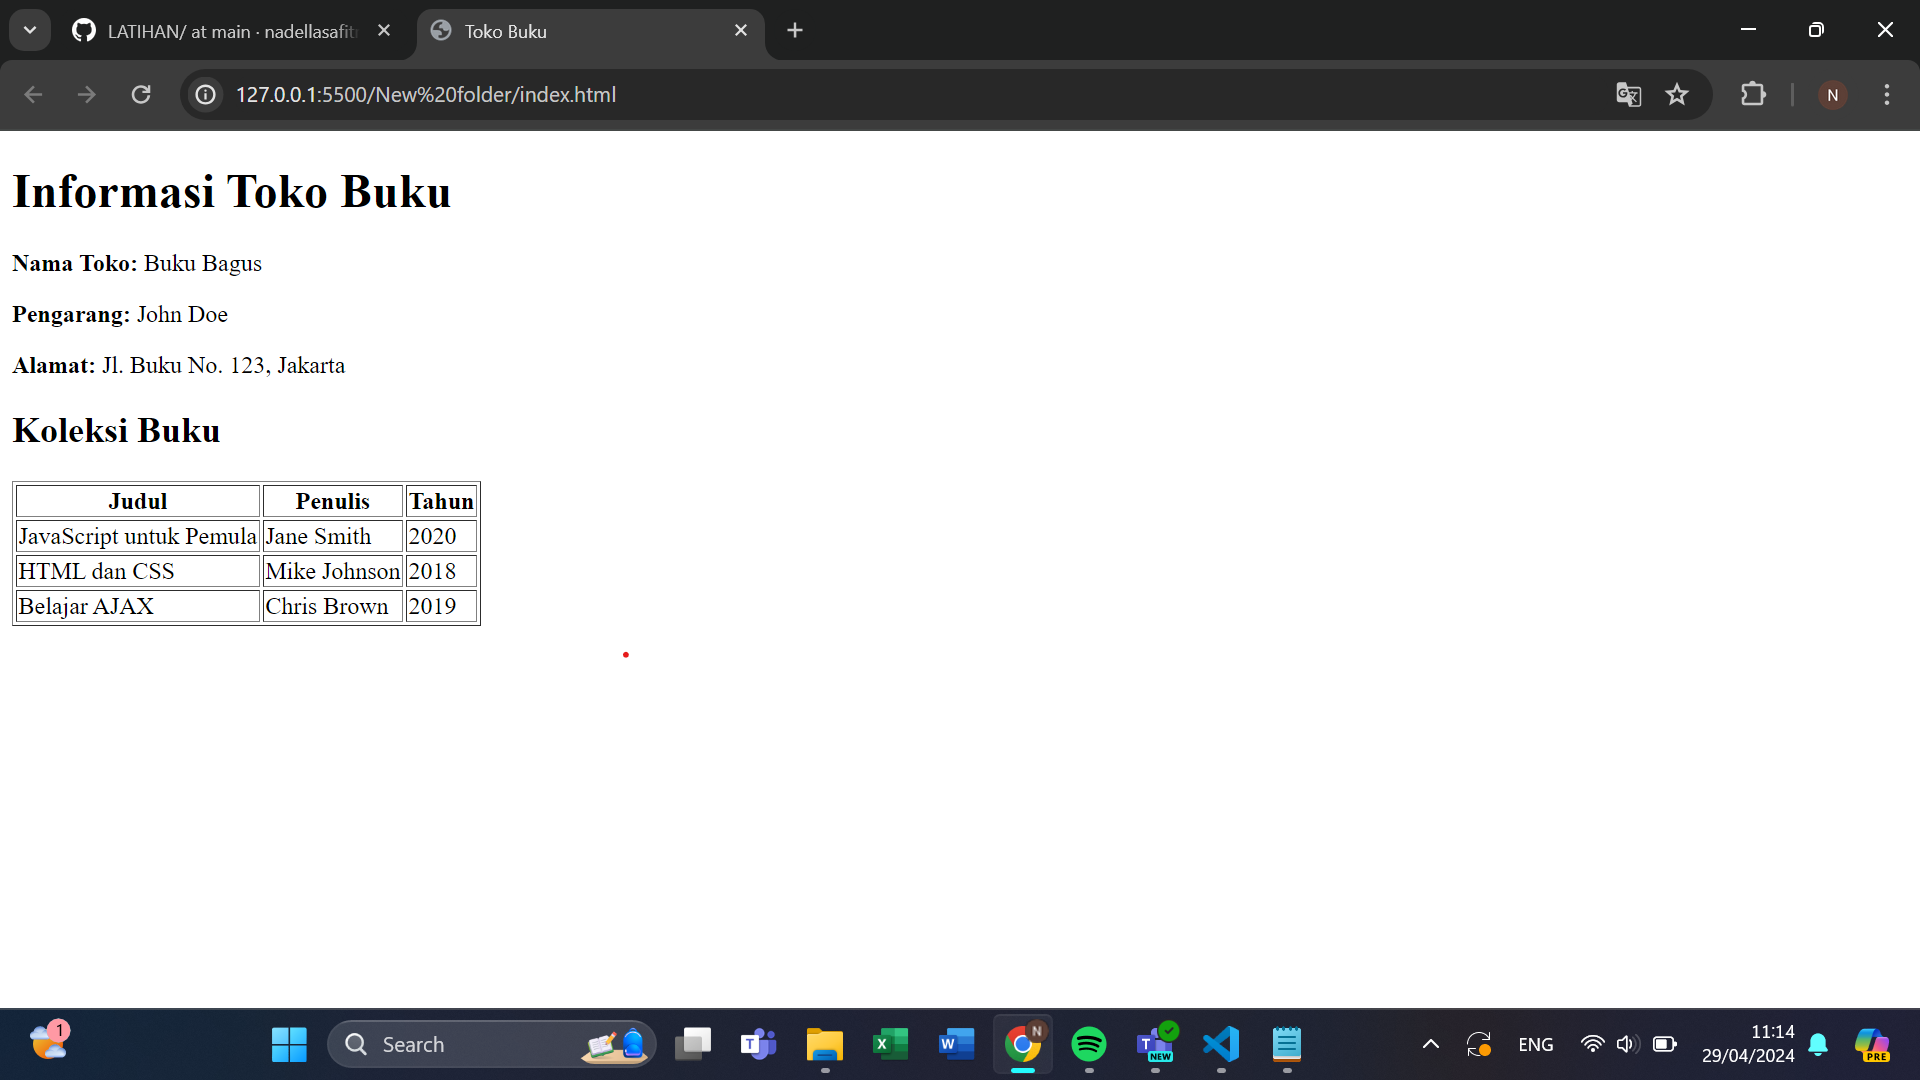 LATIHAN/ at main · nadellasafit
Toko Buku
127.0.0.1:5500/New%20folder/index.html
N
Informasi Toko Buku
Nama Toko: Buku Bagus
Pengarang: John Doe
Alamat: Jl. Buku No. 123, Jakarta
Koleksi Buku
Judul Penulis Tahun
JavaScript untuk Pemula Jane Smith 2020
HTML dan CSS Mike Johnson 2018
Belajar AJAX Chris Brown 2019
1
Search
T
X
W
N
T
NEW
ENG
11:14
29/04/2024
PRE